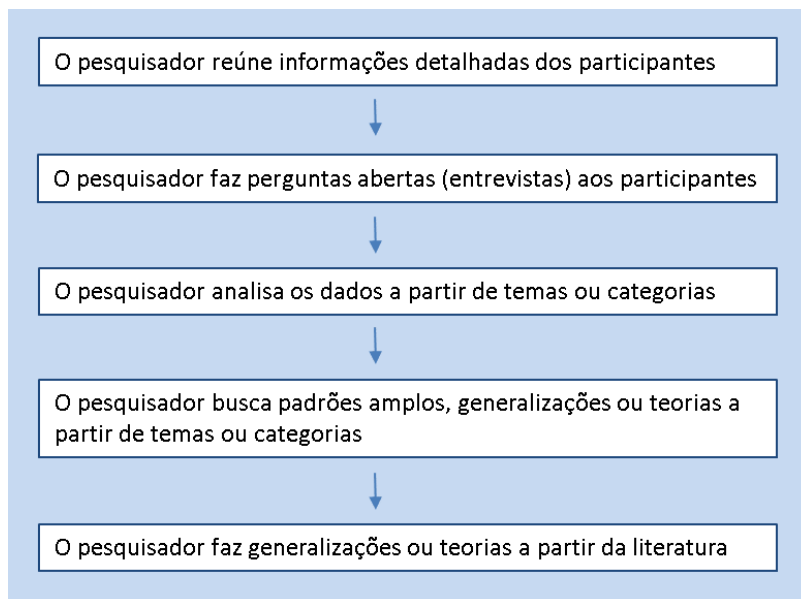 O pesquisador reúne informações detalhadas dos participantes
O pesquisador faz perguntas abertas (entrevistas) aos participantes
O pesquisador analisa os dados a partir de temas ou categorias
O pesquisador busca padrões amplos, generalizações ou teorias a
partir de temas ou categorias
O pesquisador faz generalizações ou teorias a partir da literatura